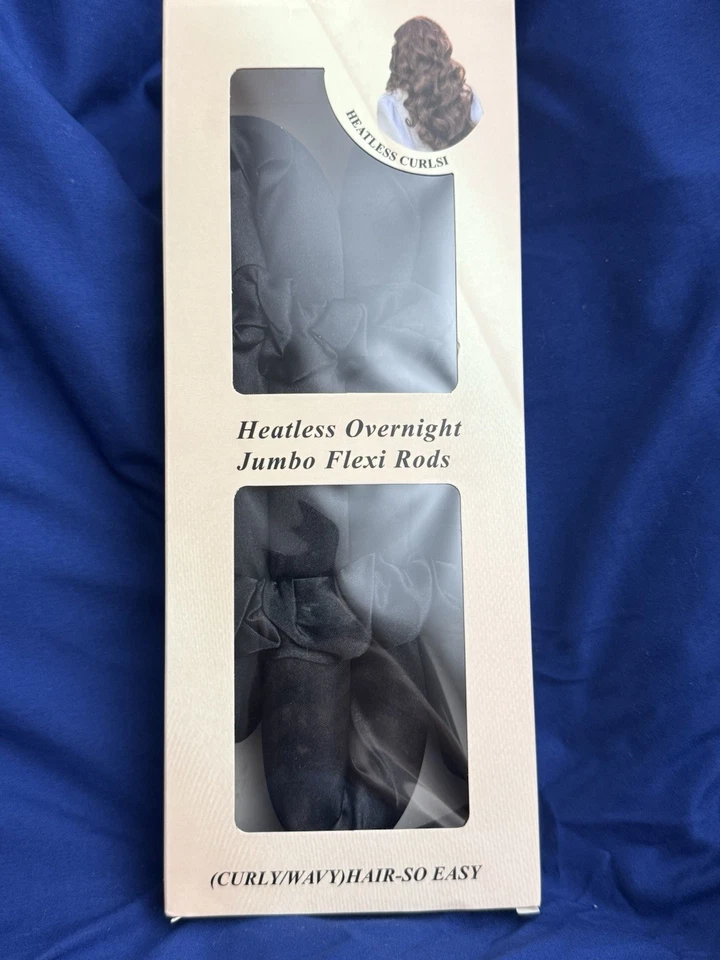 HEATLESS CURLSI
Heatless Overnight
Jumbo Flexi Rods
(CURLY/WAVY)HAIR-SO EASY